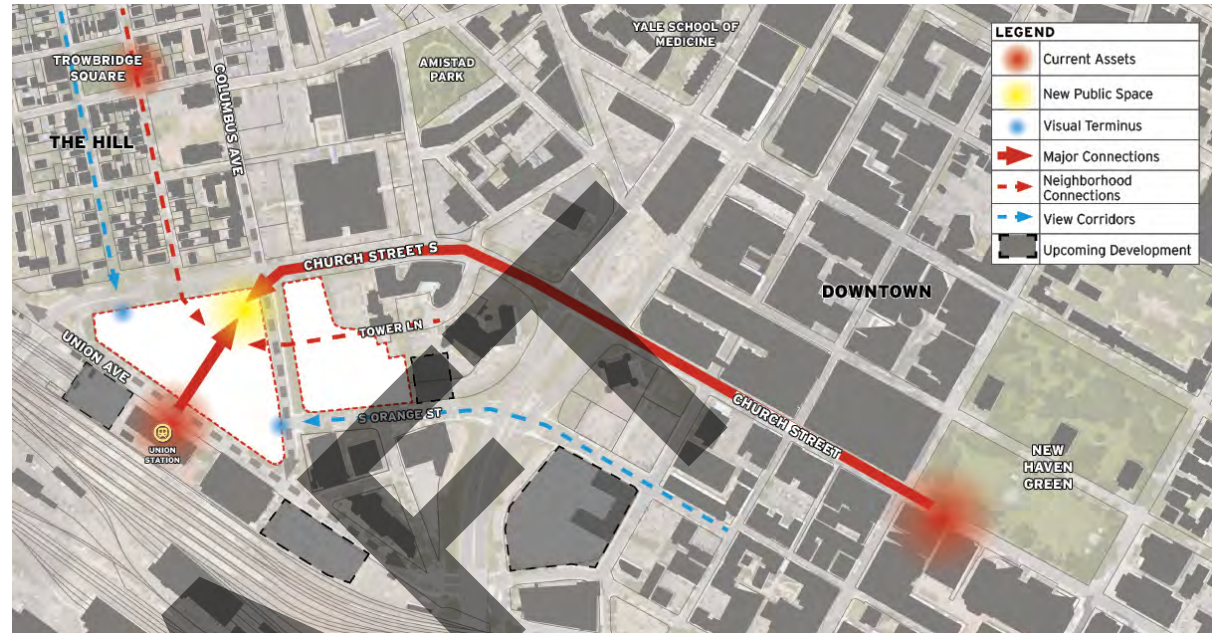 TROWBRIDGE
SQUARE
THE HILL
COLUMBUS AVE
AMISTAD
PARK
YALE SCHOOL OF
MEDICINE
CHURCH STREET S
TOWER LN
UNION AVE
UNION
STATION
S ORANGE ST
CHURCH STREET
DOWNTOWN
NEW
HAVEN
GREEN
LEGEND
Current Assets
New Public Space
Visual Terminus
Major Connections
Neighborhood
Connections
View Corridors
Upcoming Development